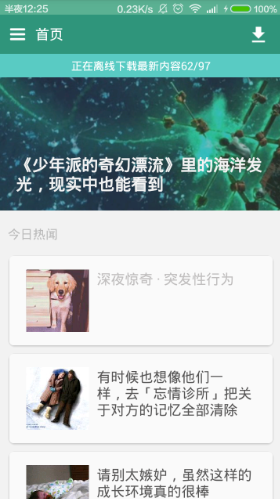 半夜12:25
0.23K/s
100%
首页
正在离线下载最新内容62/97
《少年派的奇幻漂流》里的海洋发
光，现实中也能看到
今日热闻
深夜惊奇 · 突发性行为
有时候也想像他们一
样，去「忘情诊所」把关
于对方的记忆全部清除
请别太嫉妒，虽然这样的
成长环境真的很棒